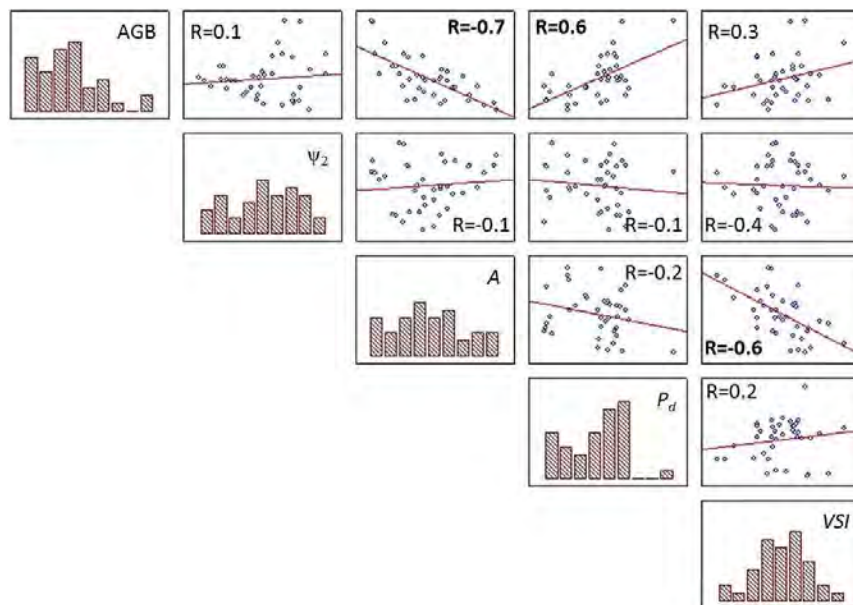 AGB
R=0.1
R=-0.7
R=0.6
R=0.3
ψ2
R=-0.1
R=-0.1
R=-0.4
A
R=-0.2
R=-0.6
Pd
R=0.2
VSI